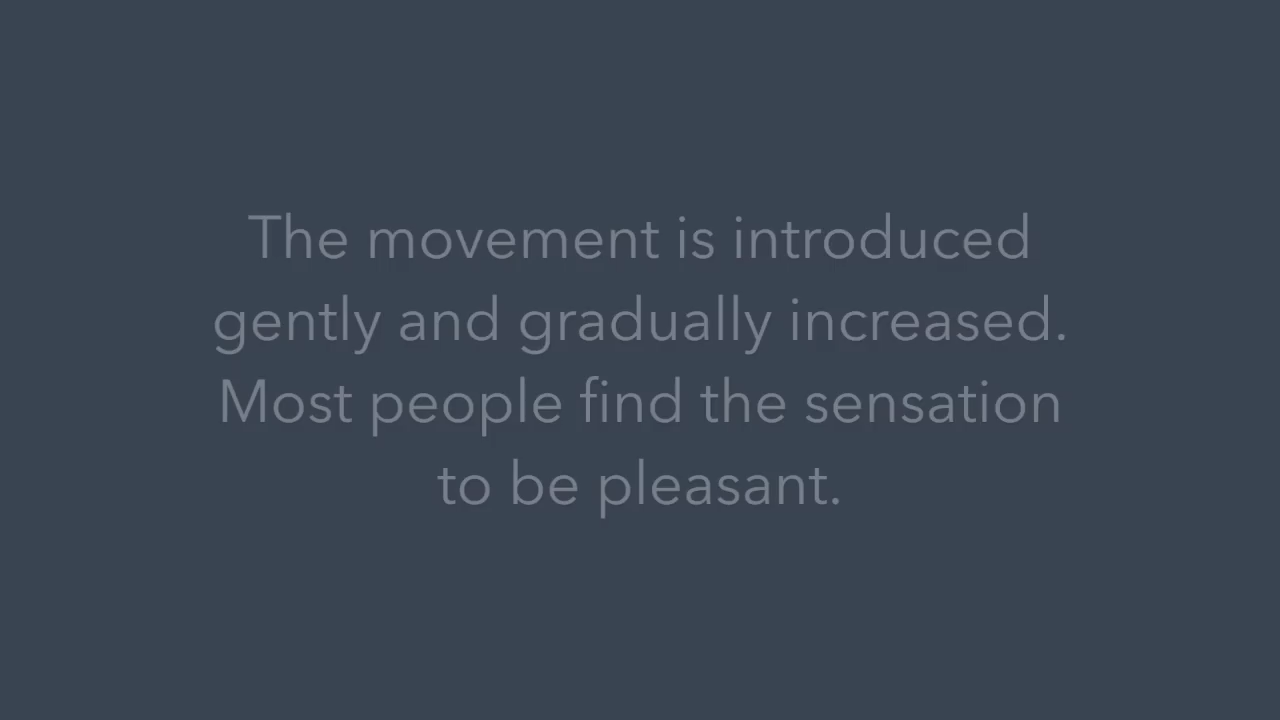 The movement is introduced
gently and gradually increased.
Most people find the sensation
to be pleasant.